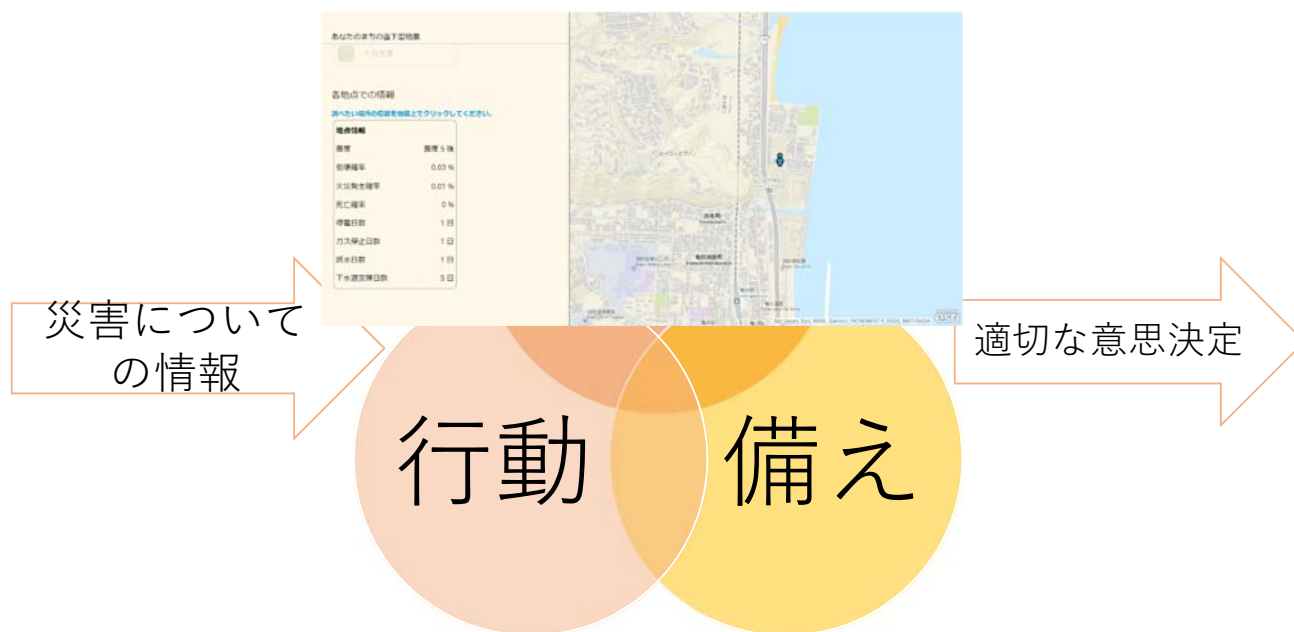 あなたのまちの直下型地震
各地点での情報
調べたい場所の位置を地図上でクリックしてください。
地点情報
震度 震度 5 強
倒壊確率 0.03 %
火災発生確率 0.01 %
死亡確率 0 %
停電日数 1 日
ガス停止日数 1 日
断水日数 1 日
下水道支障日数 5 日
esri
災害について
の情報
適切な意思決定
行動
備え